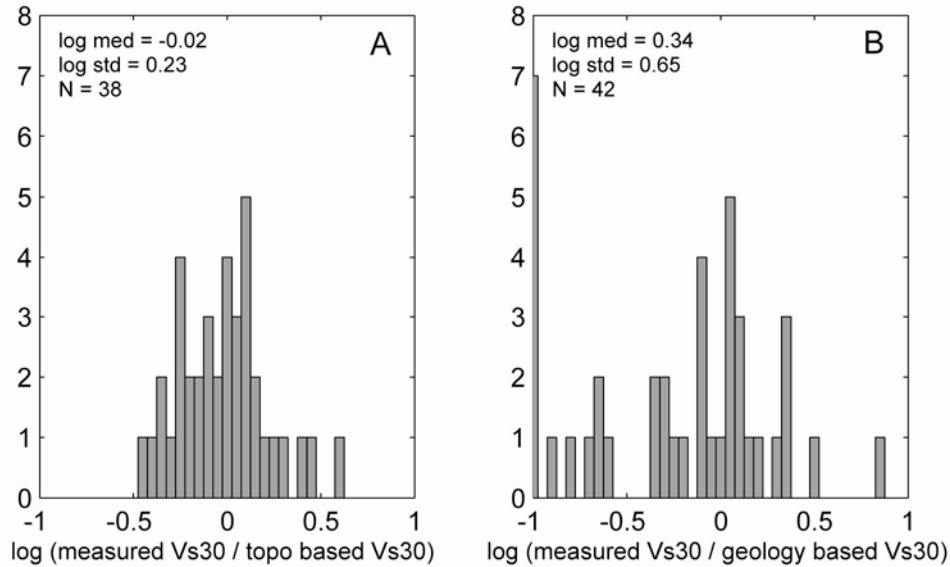 A
log med = -0.02
log std = 0.23
N = 38
8
7
6
5
4
3
2
1
0
-1 -0.5 0 0.5 1
log (measured Vs30 / topo based Vs30)
B
log med = 0.34
log std = 0.65
N = 42
8
7
6
5
4
3
2
1
0
-1 -0.5 0 0.5 1
log (measured Vs30 / geology based Vs30)